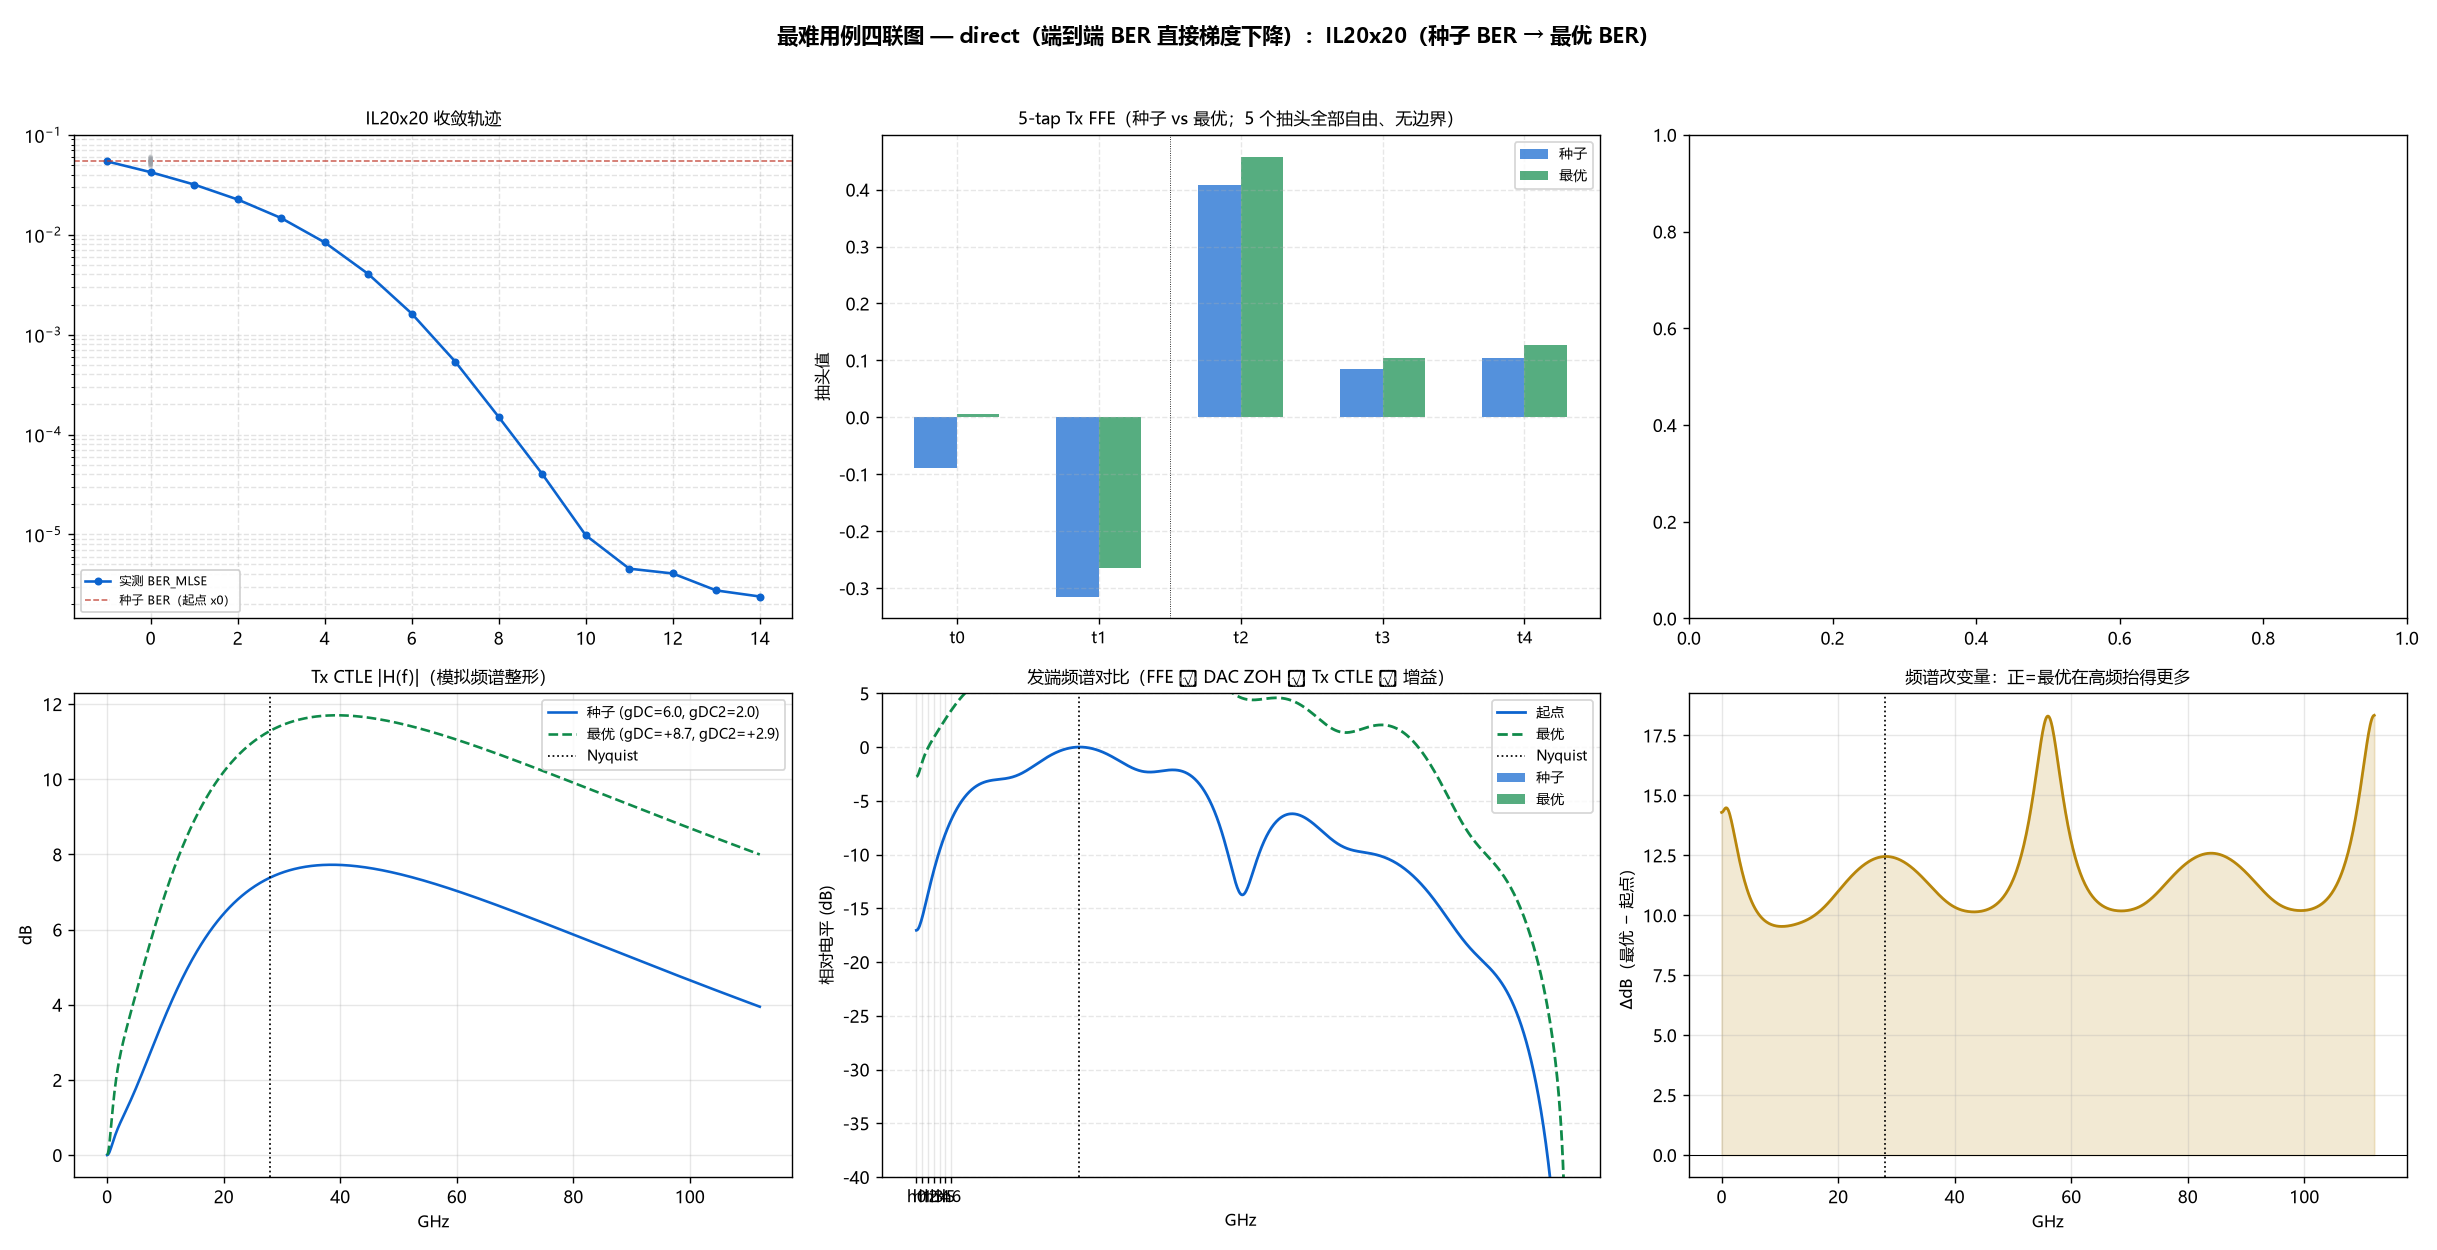 最难用例四联图 — direct（端到端 BER 直接梯度下降）：IL20x20（种子 BER → 最优 BER）
IL20x20 收敛轨迹
10⁻¹
10⁻²
10⁻³
10⁻⁴
10⁻⁵
实测 BER_MLSE
种子 BER（起点 x0）
0 2 4 6 8 10 12 14
5-tap Tx FFE（种子 vs 最优；5 个抽头全部自由、无边界）
抽头值
0.4
0.3
0.2
0.1
0.0
-0.1
-0.2
-0.3
种子
最优
t0 t1 t2 t3 t4
1.0
0.8
0.6
0.4
0.2
0.0
0.0 0.2 0.4 0.6 0.8 1.0
Tx CTLE |H(f)|（模拟频谱整形）
dB
12
10
8
6
4
2
0
种子 (gDC=6.0, gDC2=2.0)
最优 (gDC=+8.7, gDC2=+2.9)
Nyquist
0 20 40 60 80 100
GHz
发端频谱对比（FFE DAC ZOH Tx CTLE 增益）
相对电平 (dB)
5
0
-5
-10
-15
-20
-25
-30
-35
-40
起点
最优
Nyquist
种子
最优
GHz
频谱改变量：正=最优在高频抬得更多
ΔdB（最优 − 起点）
17.5
15.0
12.5
10.0
7.5
5.0
2.5
0.0
0 20 40 60 80 100
GHz